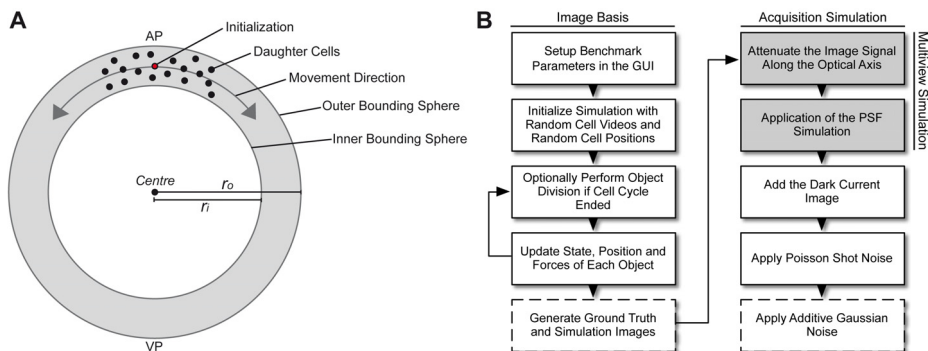 A
AP
Initialization
Daughter Cells
Movement Direction
Outer Bounding Sphere
Inner Bounding Sphere
Centre
rₒ
rᵢ
VP
B
Image Basis
Setup Benchmark
Parameters in the GUI
Initialize Simulation with
Random Cell Videos and
Random Cell Positions
Optionally Perform Object
Division if Cell Cycle
Ended
Update State, Position and
Forces of Each Object
Generate Ground Truth
and Simulation Images
Acquisition Simulation
Attenuate the Image Signal
Along the Optical Axis
Application of the PSF
Simulation
Add the Dark Current
Image
Apply Poisson Shot Noise
Apply Additive Gaussian
Noise
Multiview Simulation